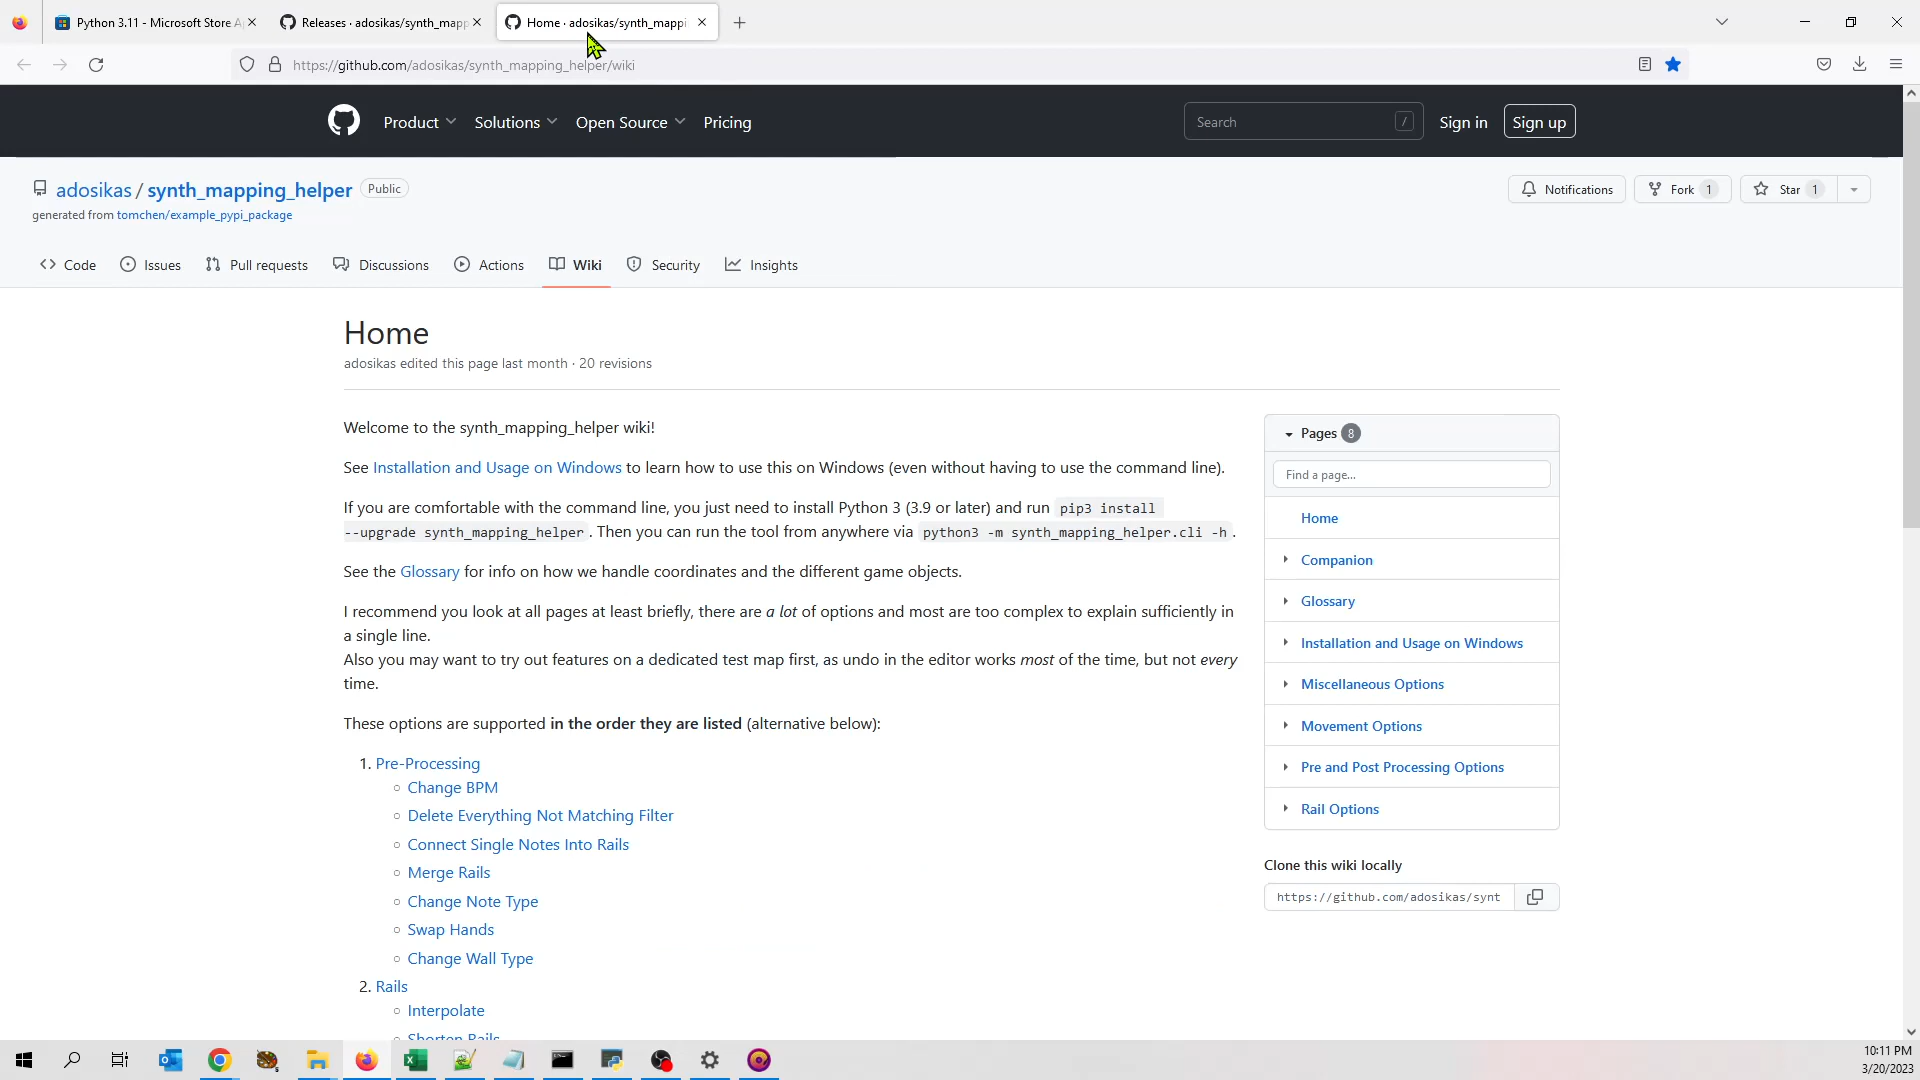 Python 3.11 - Microsoft Store A
Releases · adosikas/synth_mapp
Home · adosikas/synth_mappi
https://github.com/adosikas/synth_mapping_helper/wiki
Product
Solutions
Open Source
Pricing
Search
/
Sign in
Sign up
adosikas / synth_mapping_helper
Public
generated from tomchen/example_pypi_package
Notifications
Fork 1
Star 1
Code
Issues
Pull requests
Discussions
Actions
Wiki
Security
Insights
Home
adosikas edited this page last month · 20 revisions
Welcome to the synth_mapping_helper wiki!
See Installation and Usage on Windows to learn how to use this on Windows (even without having to use the command line).
If you are comfortable with the command line, you just need to install Python 3 (3.9 or later) and run pip3 install
--upgrade synth_mapping_helper . Then you can run the tool from anywhere via python3 -m synth_mapping_helper.cli -h .
See the Glossary for info on how we handle coordinates and the different game objects.
I recommend you look at all pages at least briefly, there are a lot of options and most are too complex to explain sufficiently in
a single line.
Also you may want to try out features on a dedicated test map first, as undo in the editor works most of the time, but not every
time.
These options are supported in the order they are listed (alternative below):
1. Pre-Processing
Change BPM
Delete Everything Not Matching Filter
Connect Single Notes Into Rails
Merge Rails
Change Note Type
Swap Hands
Change Wall Type
2. Rails
Interpolate
Shorten Rails
Pages 8
Find a page...
Home
Companion
Glossary
Installation and Usage on Windows
Miscellaneous Options
Movement Options
Pre and Post Processing Options
Rail Options
Clone this wiki locally
https://github.com/adosikas/synt
10:11 PM
3/20/2023